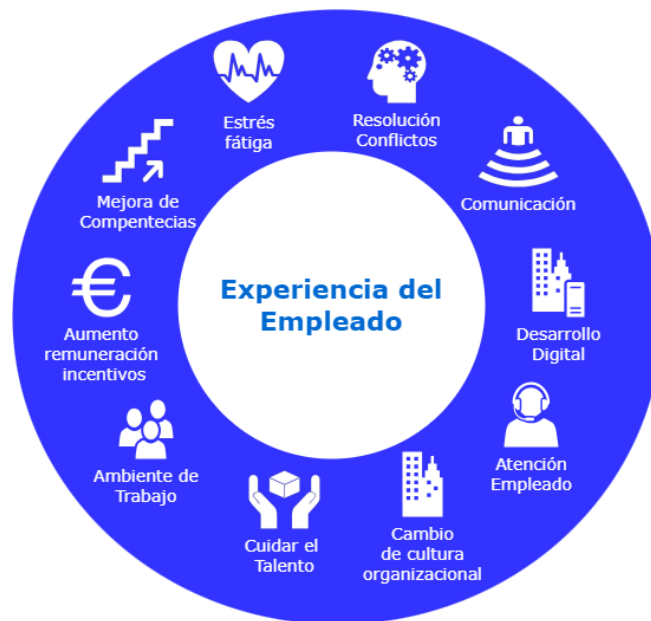 Estrés
fátiga
Resolución
Conflictos
Comunicación
Mejora de
Compentecias
Experiencia del
Empleado
Desarrollo
Digital
€
Aumento
remuneración
incentivos
Atención
Empleado
Ambiente de
Trabajo
Cambio
de cultura
organizacional
Cuidar el
Talento